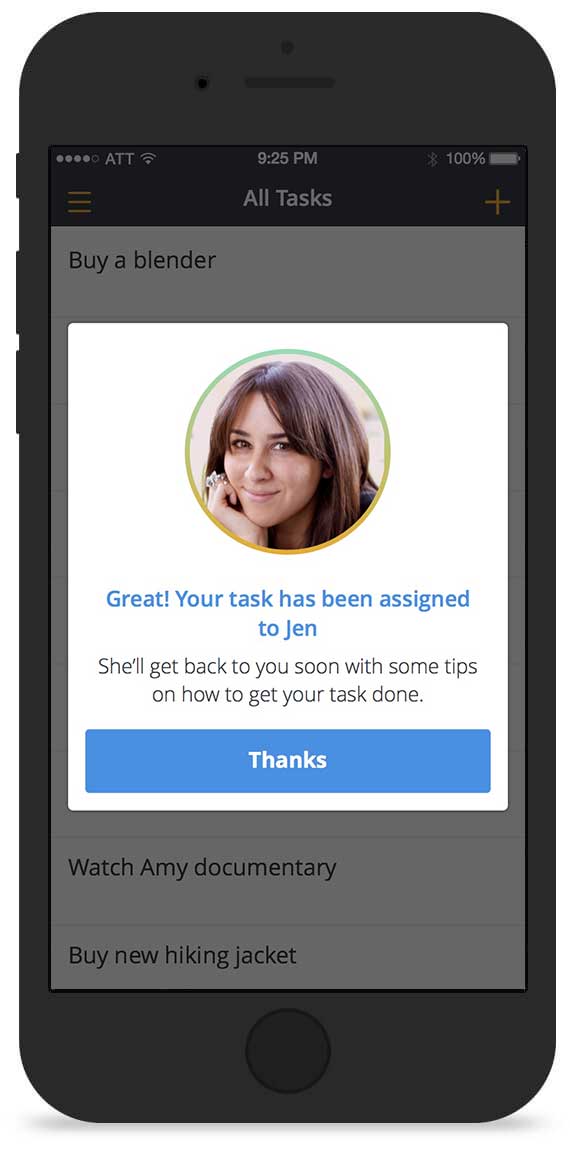 ATT 9:25 PM 100%
All Tasks
Buy a blender
Great! Your task has been assigned
to Jen
She’ll get back to you soon with some tips
on how to get your task done.
Thanks
Watch Amy documentary
Buy new hiking jacket